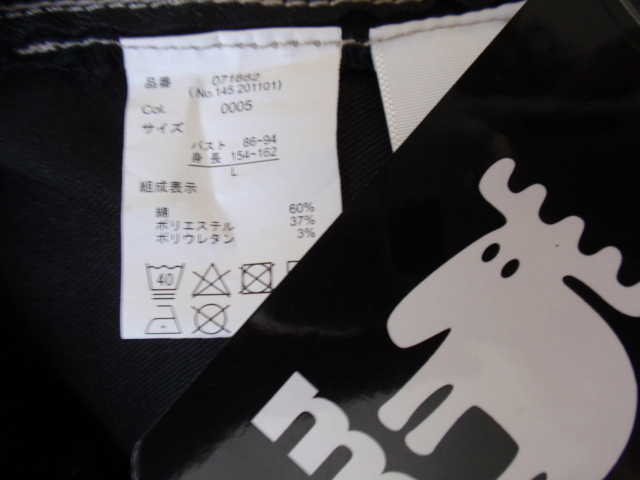 品番 071882
(No.145 201101)
Col. 0005
サイズ
バスト 86-94
身長 154-162
L
組成表示
綿 60%
ポリエステル 37%
ポリウレタン 3%
40
m